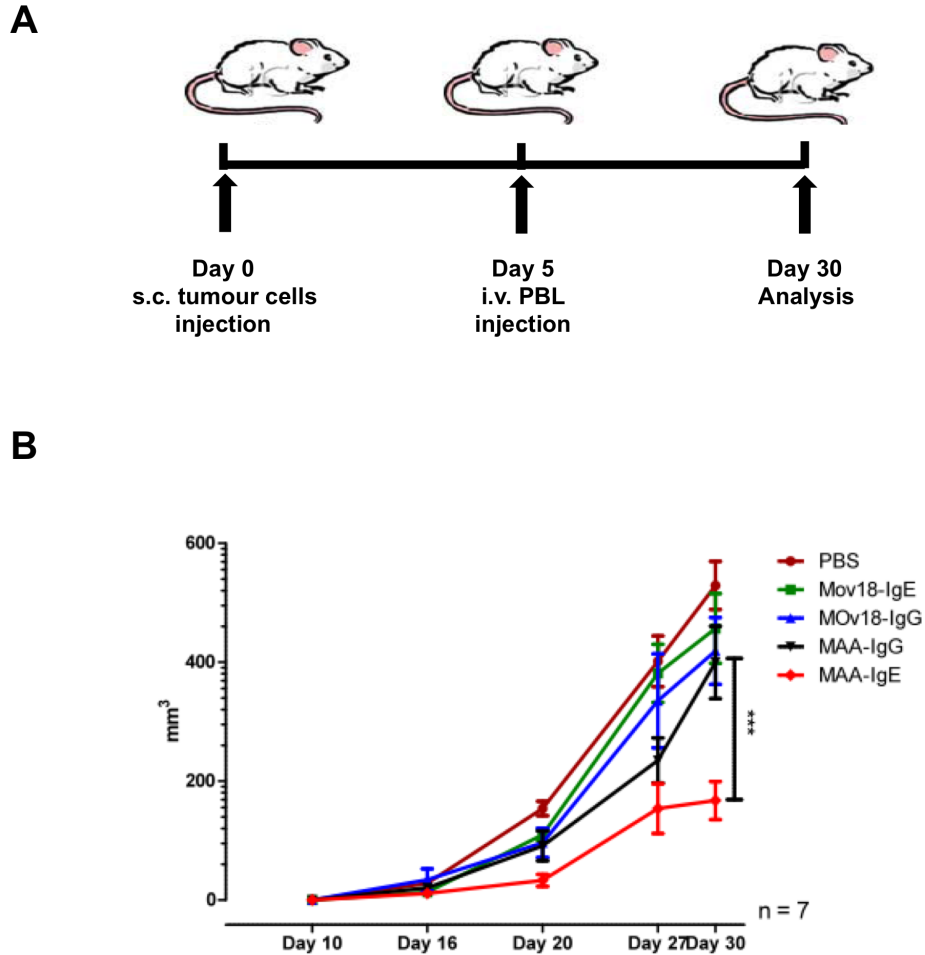 A
Day 0
s.c. tumour cells
injection
Day 5
i.v. PBL
injection
Day 30
Analysis
B
600
400
200
0
mm³
Day 10
Day 16
Day 20
Day 27
Day 30
PBS
Mov18-IgE
MOv18-IgG
MAA-IgG
MAA-IgE
***
n = 7